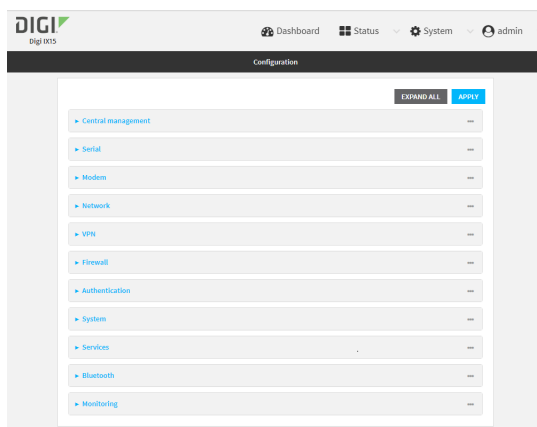 DIGI
Digi IX15
Dashboard
Status
System
admin
Configuration
EXPAND ALL
APPLY
Central management
Serial
Modem
Network
VPN
Firewall
Authentication
System
Services
Bluetooth
Monitoring